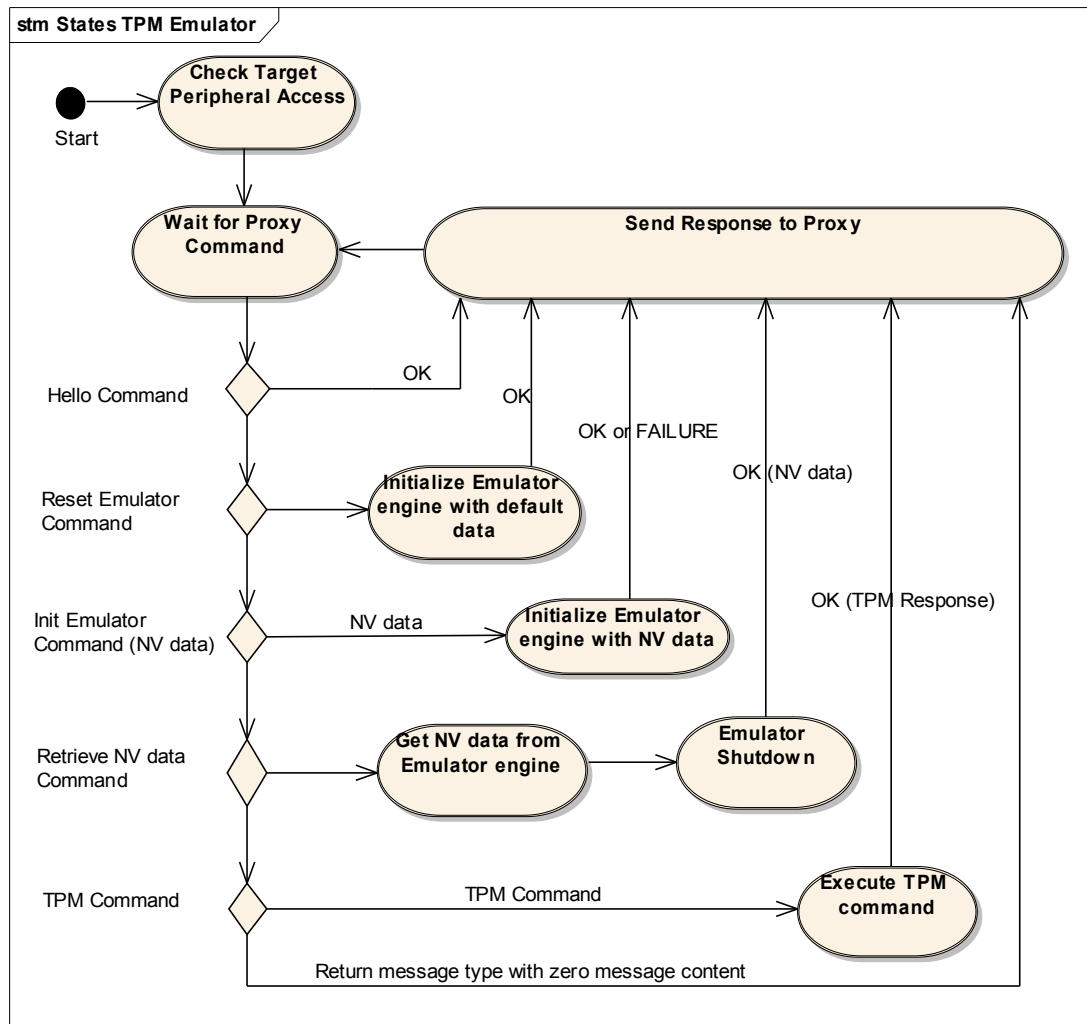 stm States TPM Emulator
Check Target
Peripheral Access
Start
Wait for Proxy
Command
Send Response to Proxy
Hello Command
OK
OK
OK or FAILURE
OK (NV data)
Reset Emulator
Command
Initialize Emulator
engine with default
data
OK (TPM Response)
Init Emulator
Command (NV data)
NV data
Initialize Emulator
engine with NV data
Retrieve NV data
Command
Get NV data from
Emulator engine
Emulator
Shutdown
TPM Command
TPM Command
Execute TPM
command
Return message type with zero message content